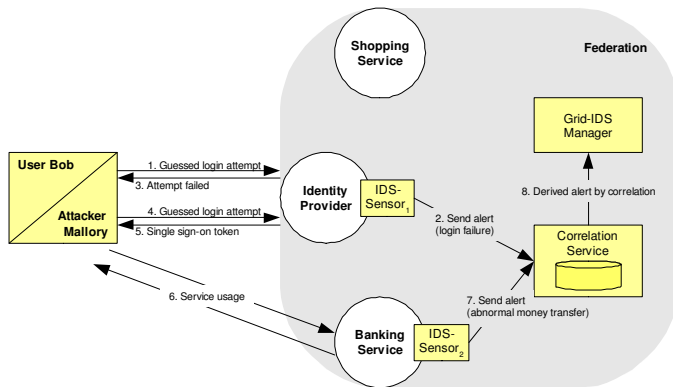 Shopping
Service
Federation
Grid-IDS
Manager
User Bob
Attacker
Mallory
1. Guessed login attempt
3. Attempt failed
4. Guessed login attempt
5. Single sign-on token
Identity
Provider
IDS-
Sensor1
2. Send alert
(login failure)
8. Derived alert by correlation
Correlation
Service
6. Service usage
7. Send alert
(abnormal money transfer)
Banking
Service
IDS-
Sensor2